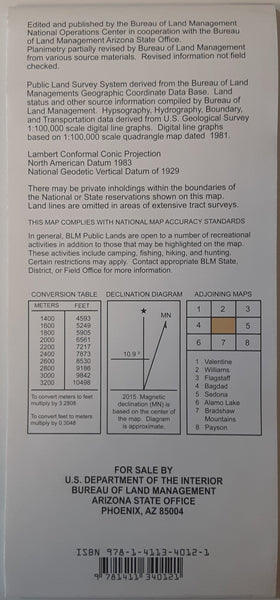 Edited and published by the Bureau of Land Management
National Operations Center in cooperation with the Bureau
of Land Management Arizona State Office.
Planimetry partially revised by Bureau of Land Management
from various source materials. Revised information not field
checked.
Public Land Survey System derived from the Bureau of Land
Managements Geographic Coordinate Data Base. Land
status and other source information compiled by Bureau of
Land Management. Hypsography, Hydrography, Boundary,
and Transportation data derived from U.S. Geological Survey
1:100,000 scale digital line graphs. Digital line graphs
based on 1:100,000 scale quadrangle map dated 1981.
Lambert Conformal Conic Projection
North American Datum 1983
National Geodetic Vertical Datum of 1929
There may be private inholdings within the boundaries of
the National or State reservations shown on this map.
Land lines are omitted in areas of extensive tract surveys.
THIS MAP COMPLIES WITH NATIONAL MAP ACCURACY STANDARDS
In general, BLM Public Lands are open to a number of recreational
activities in addition to those that may be highlighted on the map.
These activities include camping, fishing, hiking, and hunting.
Certain restrictions may apply. Contact appropriate BLM State,
District, or Field Office for more information.
CONVERSION TABLE
METERS FEET
1400 4593
1600 5249
1800 5905
2000 6561
2200 7217
2400 7873
2600 8530
2800 9186
3000 9842
3200 10498
To convert meters to feet
multiply by 3.2808
To convert feet to meters
multiply by 0.3048
DECLINATION DIAGRAM
MN
10.9°
2015 Magnetic
declination (MN) is
based on the center
of the map. Diagram
is approximate.
ADJOINING MAPS
1 2 3
4 5
6 7 8
1 Valentine
2 Williams
3 Flagstaff
4 Bagdad
5 Sedona
6 Alamo Lake
7 Bradshaw
Mountains
8 Payson
FOR SALE BY
U.S. DEPARTMENT OF THE INTERIOR
BUREAU OF LAND MANAGEMENT
ARIZONA STATE OFFICE
PHOENIX, AZ 85004
ISBN 978-1-4113-4012-1
9 781411 340121